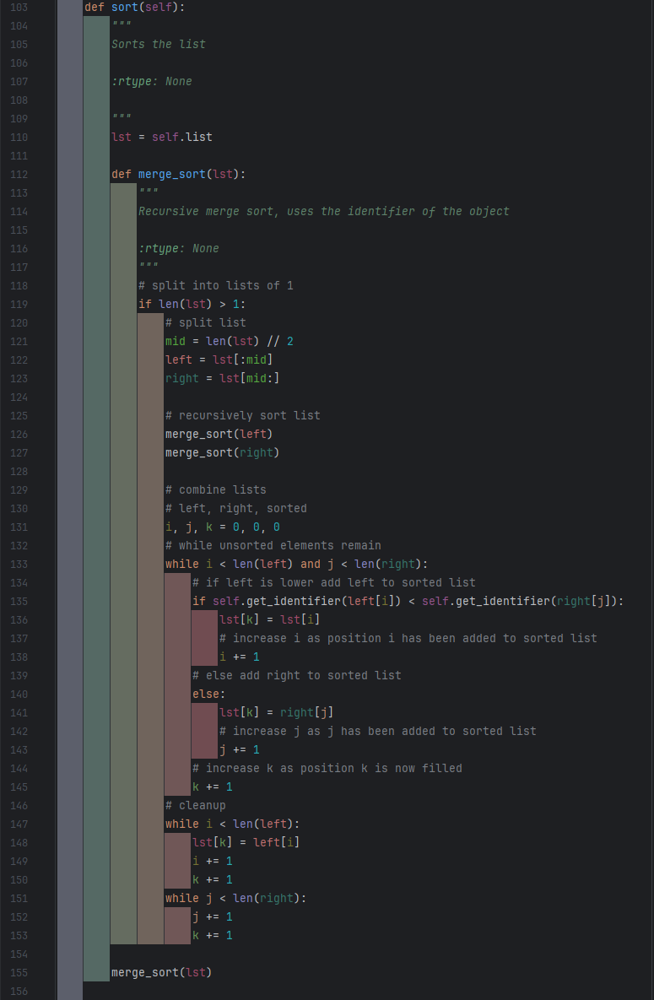 103 def sort(self):
104 """
105 Sorts the list
106
107 :rtype: None
108
109 """
110 lst = self.list
111
112 def merge_sort(lst):
113 """
114 Recursive merge sort, uses the identifier of the object
115
116 :rtype: None
117 """
118 # split into lists of 1
119 if len(lst) > 1:
120 # split list
121 mid = len(lst) // 2
122 left = lst[:mid]
123 right = lst[mid:]
124
125 # recursively sort list
126 merge_sort(left)
127 merge_sort(right)
128
129 # combine lists
130 # left, right, sorted
131 i, j, k = 0, 0, 0
132 # while unsorted elements remain
133 while i < len(left) and j < len(right):
134 # if left is lower add left to sorted list
135 if self.get_identifier(left[i]) < self.get_identifier(right[j]):
136 lst[k] = lst[i]
137 # increase i as position i has been added to sorted list
138 i += 1
139 # else add right to sorted list
140 else:
141 lst[k] = right[j]
142 # increase j as j has been added to sorted list
143 j += 1
144 # increase k as position k is now filled
145 k += 1
146 # cleanup
147 while i < len(left):
148 lst[k] = left[i]
149 i += 1
150 k += 1
151 while j < len(right):
152 j += 1
153 k += 1
154
155 merge_sort(lst)
156